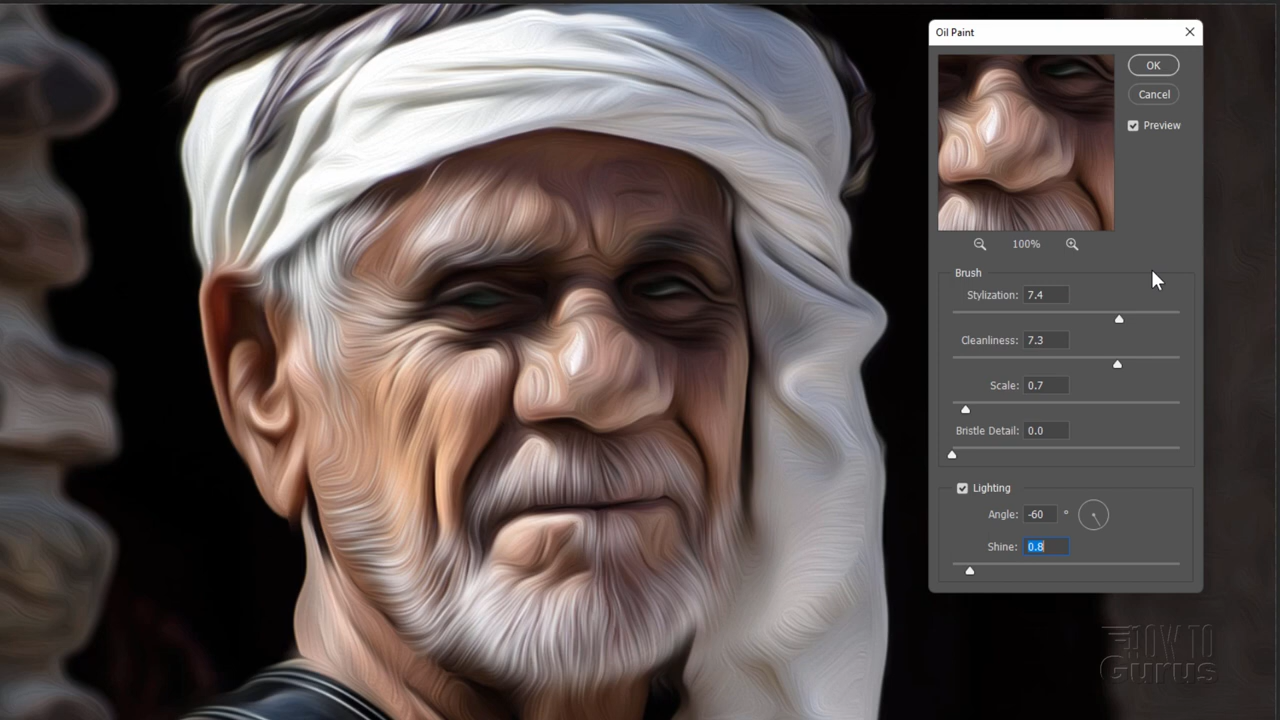 Oil Paint
OK
Cancel
Preview
100%
Brush
Stylization: 7.4
Cleanliness: 7.3
Scale: 0.7
Bristle Detail: 0.0
Lighting
Angle: -60 °
Shine: 0.8
HOW TO
Gurus